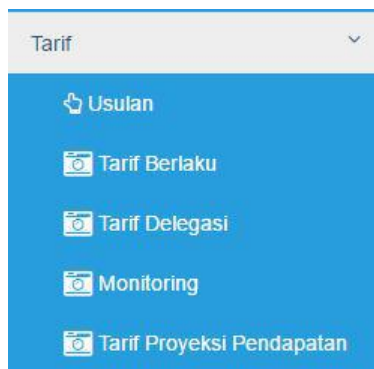 Tarif
Usulan
Tarif Berlaku
Tarif Delegasi
Monitoring
Tarif Proyeksi Pendapatan